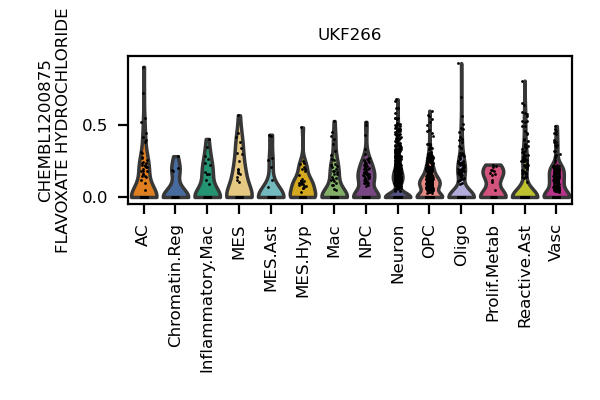 UKF266
CHEMBL1200875
FLAVOXATE HYDROCHLORIDE
0.5
0.0
AC
Chromatin.Reg
Inflammatory.Mac
MES
MES.Ast
MES.Hyp
Mac
NPC
Neuron
OPC
Oligo
Prolif.Metab
Reactive.Ast
Vasc